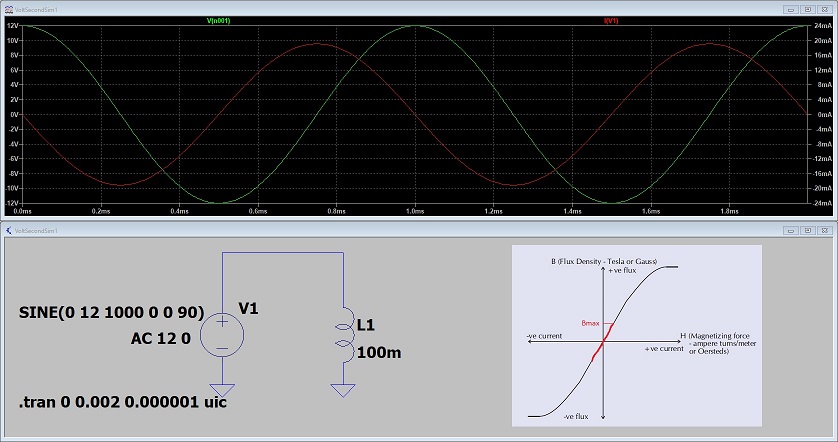 VoltSecondSim1
V(n001)
I(V1)
12V
10V
8V
6V
4V
2V
0V
-2V
-4V
-6V
-8V
-10V
-12V
24mA
20mA
16mA
12mA
8mA
4mA
0mA
-4mA
-8mA
-12mA
-16mA
-20mA
-24mA
0.0ms 0.2ms 0.4ms 0.6ms 0.8ms 1.0ms 1.2ms 1.4ms 1.6ms 1.8ms
VoltSecondSim1
SINE(0 12 1000 0 0 90)
AC 12 0
V1
L1
100m
.tran 0 0.002 0.000001 uic
B (Flux Density - Tesla or Gauss)
+ve flux
Bmax
-ve current
+ve current
H (Magnetizing force
- ampere turns/meter
or Oersteds)
-ve flux